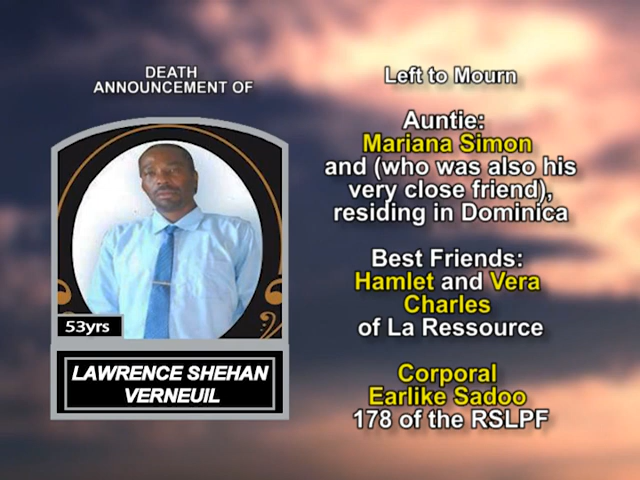 DEATH
ANNOUNCEMENT OF
53yrs
LAWRENCE SHEHAN
VERNEUIL
Left to Mourn
Auntie:
Mariana Simon
and (who was also his
very close friend),
residing in Dominica
Best Friends:
Hamlet and Vera
Charles
of La Ressource
Corporal
Earlike Sadoo
178 of the RSLPF